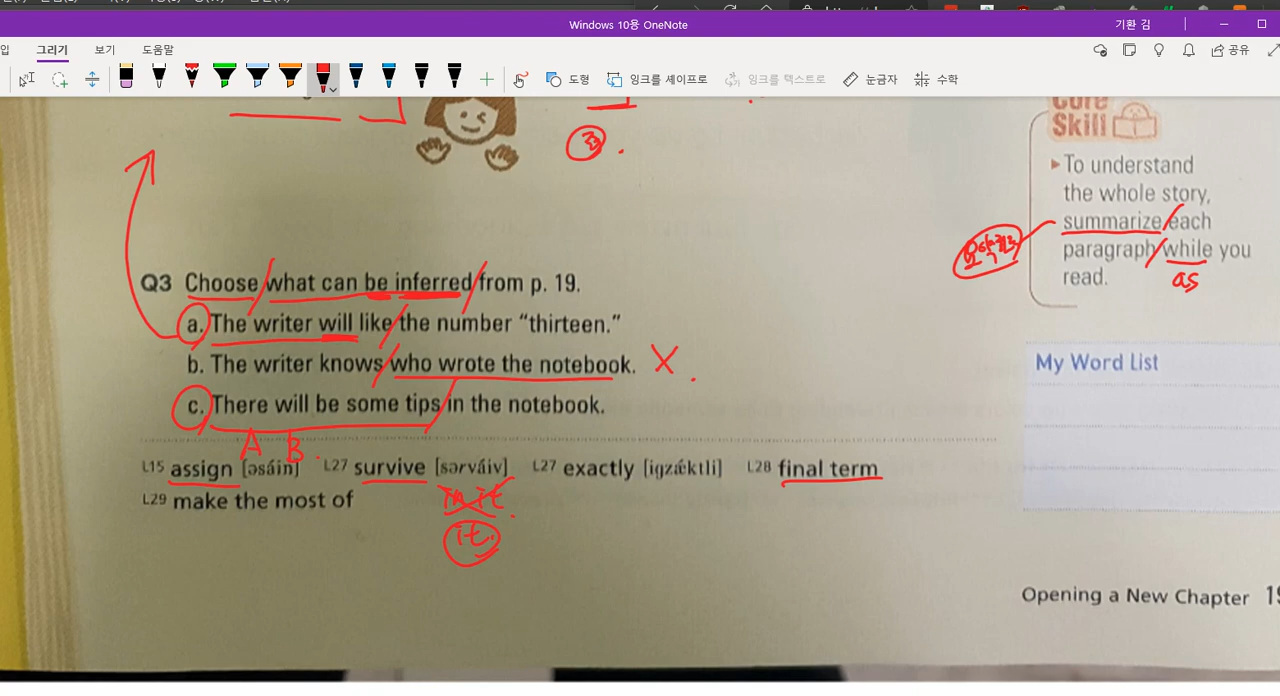 Windows 10용 OneNote
기환 김
입 그리기 보기 도움말
공유
도형 잉크를 셰이프로 잉크를 텍스트로 눈금자 수학
3.
Core
Skill
To understand
the whole story,
summarize each
paragraph while you
read.
as
Q3 Choose what can be inferred from p. 19.
a. The writer will like the number “thirteen.”
b. The writer knows who wrote the notebook. X.
c. There will be some tips in the notebook.
A B.
L15 assign [əsáin] L27 survive [sərváiv] L27 exactly [igzǽktli] L28 final term
L29 make the most of
in it.
it.
My Word List
Opening a New Chapter 19